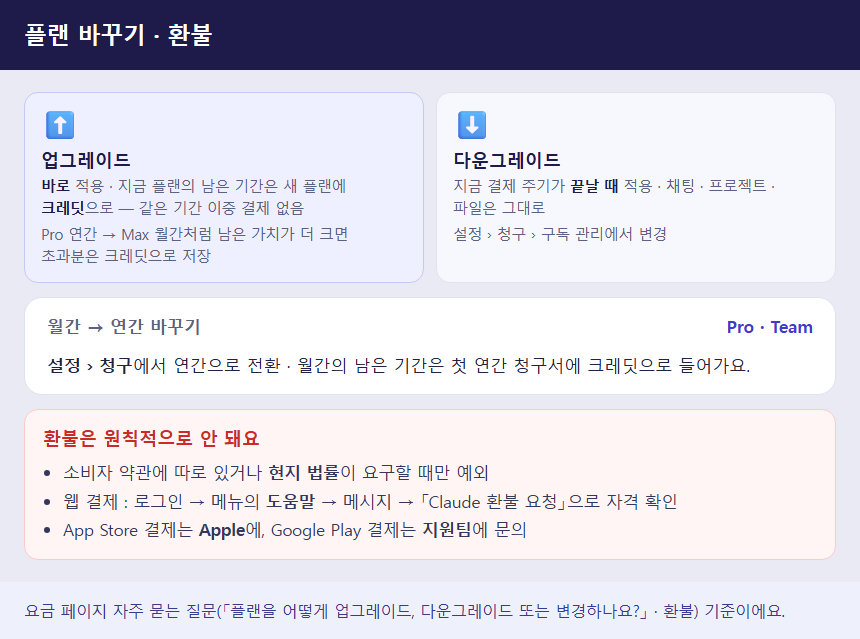 플랜 바꾸기 · 환불
업그레이드
바로 적용 · 지금 플랜의 남은 기간은 새 플랜에
크레딧으로 — 같은 기간 이중 결제 없음
Pro 연간 → Max 월간처럼 남은 가치가 더 크면
초과분은 크레딧으로 저장
다운그레이드
지금 결제 주기가 끝날 때 적용 · 채팅 · 프로젝트 ·
파일은 그대로
설정 › 청구 › 구독 관리에서 변경
월간 → 연간 바꾸기
Pro · Team
설정 › 청구에서 연간으로 전환 · 월간의 남은 기간은 첫 연간 청구서에 크레딧으로 들어가요.
환불은 원칙적으로 안 돼요
• 소비자 약관에 따로 있거나 현지 법률이 요구할 때만 예외
• 웹 결제 : 로그인 → 메뉴의 도움말 → 메시지 → 「Claude 환불 요청」으로 자격 확인
• App Store 결제는 Apple에, Google Play 결제는 지원팀에 문의
요금 페이지 자주 묻는 질문(「플랜을 어떻게 업그레이드, 다운그레이드 또는 변경하나요?」 · 환불) 기준이에요.